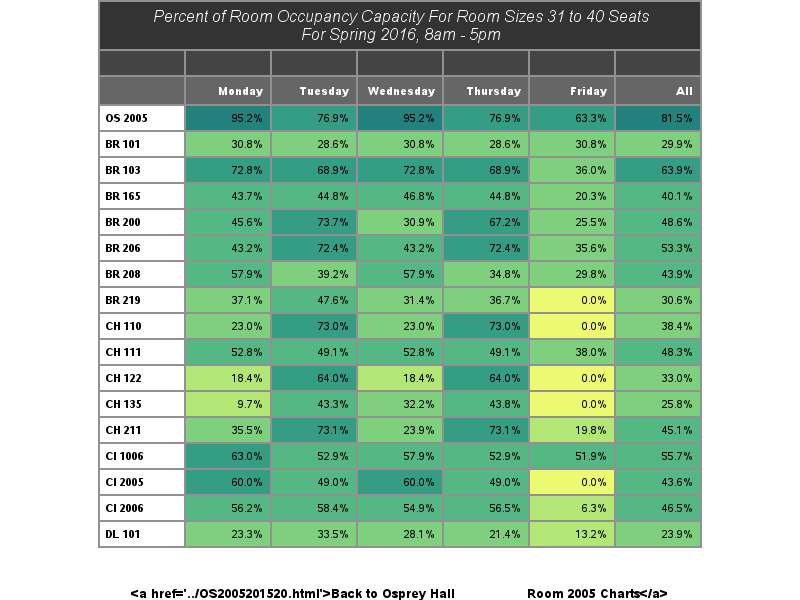 Percent of Room Occupancy Capacity For Room Sizes 31 to 40 Seats
For Spring 2016, 8am - 5pm
Monday Tuesday Wednesday Thursday Friday All
OS 2005 95.2% 76.9% 95.2% 76.9% 63.3% 81.5%
BR 101 30.8% 28.6% 30.8% 28.6% 30.8% 29.9%
BR 103 72.8% 68.9% 72.8% 68.9% 36.0% 63.9%
BR 165 43.7% 44.8% 46.8% 44.8% 20.3% 40.1%
BR 200 45.6% 73.7% 30.9% 67.2% 25.5% 48.6%
BR 206 43.2% 72.4% 43.2% 72.4% 35.6% 53.3%
BR 208 57.9% 39.2% 57.9% 34.8% 29.8% 43.9%
BR 219 37.1% 47.6% 31.4% 36.7% 0.0% 30.6%
CH 110 23.0% 73.0% 23.0% 73.0% 0.0% 38.4%
CH 111 52.8% 49.1% 52.8% 49.1% 38.0% 48.3%
CH 122 18.4% 64.0% 18.4% 64.0% 0.0% 33.0%
CH 135 9.7% 43.3% 32.2% 43.8% 0.0% 25.8%
CH 211 35.5% 73.1% 23.9% 73.1% 19.8% 45.1%
CI 1006 63.0% 52.9% 57.9% 52.9% 51.9% 55.7%
CI 2005 60.0% 49.0% 60.0% 49.0% 0.0% 43.6%
CI 2006 56.2% 58.4% 54.9% 56.5% 6.3% 46.5%
DL 101 23.3% 33.5% 28.1% 21.4% 13.2% 23.9%
<a href='../OS2005201520.html'>Back to Osprey Hall Room 2005 Charts</a>